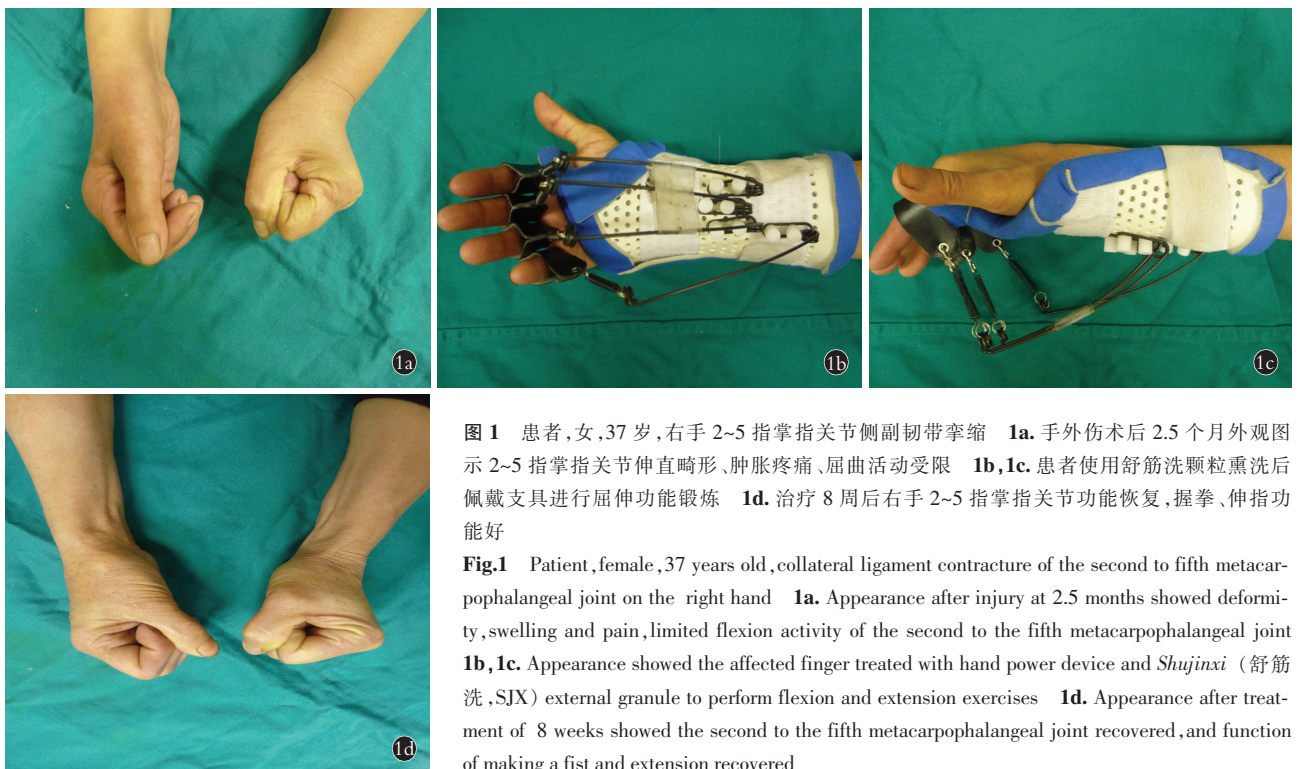 1a
1b
1c
1d
图 1 患者,女,37 岁,右手 2~5 指掌指关节侧副韧带挛缩 1a. 手外伤术后 2.5 个月外观图
示 2~5 指掌指关节伸直畸形、肿胀疼痛、屈曲活动受限 1b,1c. 患者使用舒筋洗颗粒熏洗后
佩戴支具进行屈伸功能锻炼 1d. 治疗 8 周后右手 2~5 指掌指关节功能恢复,握拳、伸指功
能好
Fig.1 Patient,female,37 years old,collateral ligament contracture of the second to fifth metacar-
pophalangeal joint on the right hand 1a. Appearance after injury at 2.5 months showed deformi-
ty,swelling and pain,limited flexion activity of the second to the fifth metacarpophalangeal joint
1b,1c. Appearance showed the affected finger treated with hand power device and Shujinxi (舒筋
洗,SJX) external granule to perform flexion and extension exercises 1d. Appearance after treat-
ment of 8 weeks showed the second to the fifth metacarpophalangeal joint recovered,and function
of making a fist and extension recovered